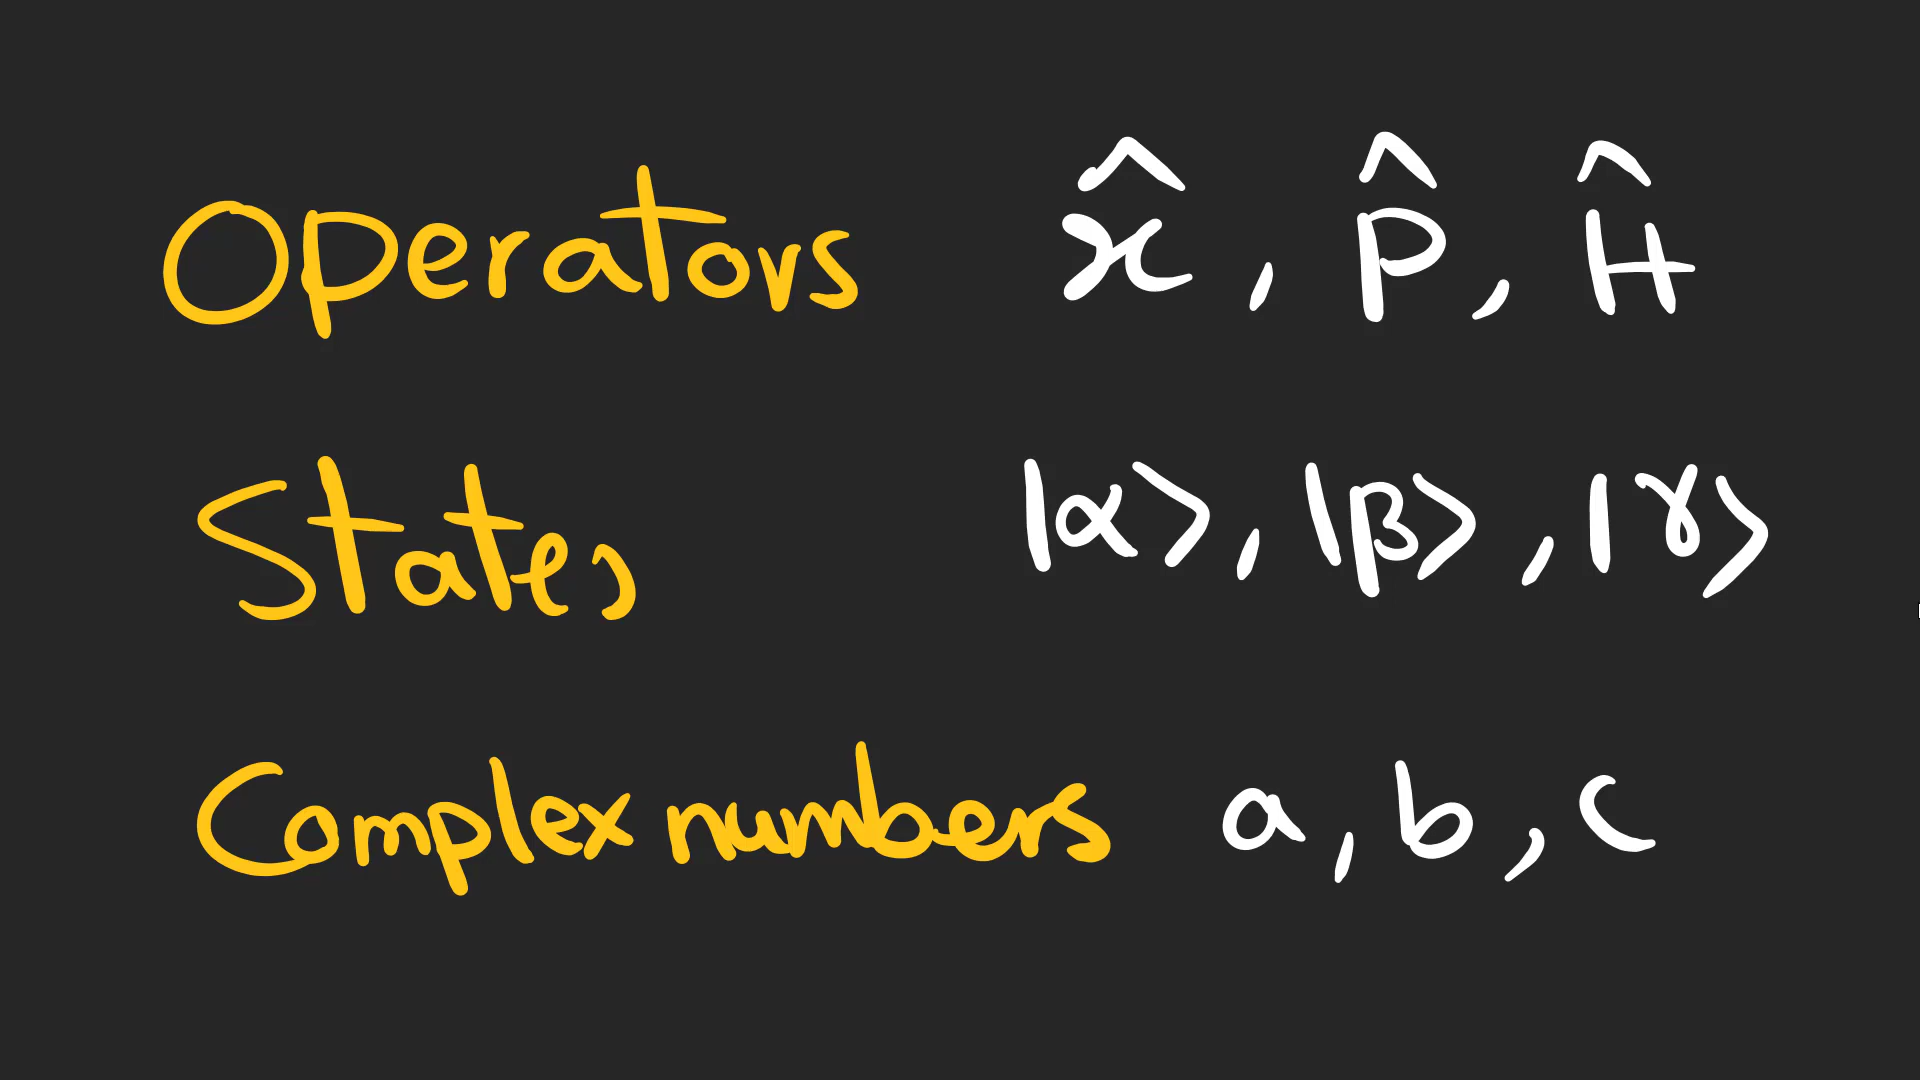 Operators x̂, p̂, Ĥ
States |α⟩, |β⟩, |γ⟩
Complex numbers a, b, c